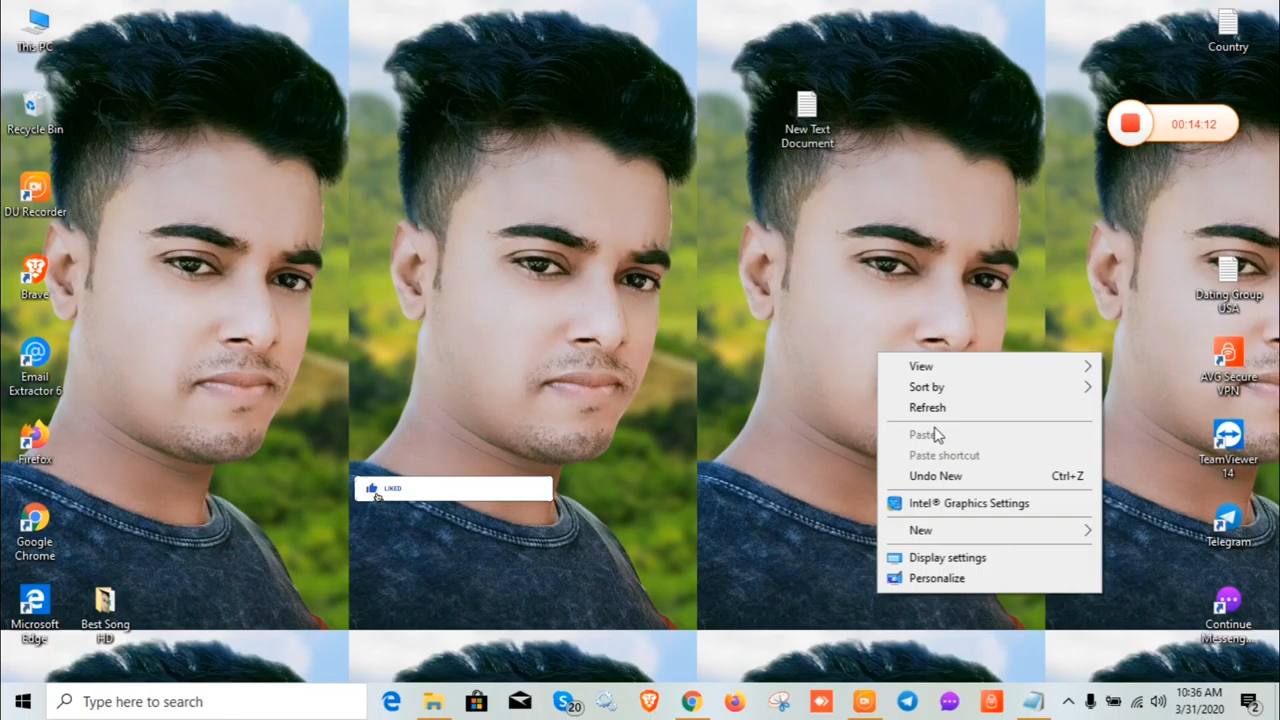 This PC
Recycle Bin
DU Recorder
Brave
Email
Extractor 6
Firefox
Google
Chrome
Microsoft
Edge
Best Song
HD
LIKED
New Text
Document
00:14:12
Country
Dating Group
USA
AVG Secure
VPN
TeamViewer
14
Telegram
Continue
Messeng...
View
Sort by
Refresh
Paste
Paste shortcut
Undo New Ctrl+Z
Intel® Graphics Settings
New
Display settings
Personalize
Type here to search
20
10:36 AM
3/31/2020
2